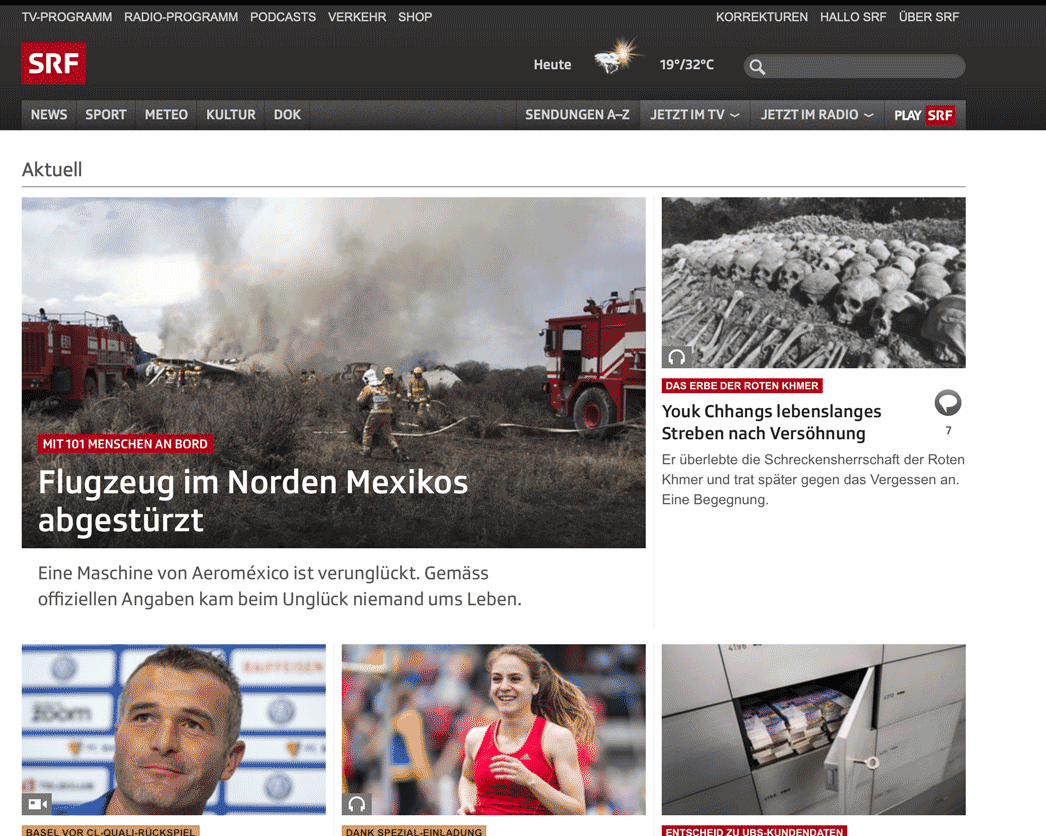 TV-PROGRAMM RADIO-PROGRAMM PODCASTS VERKEHR SHOP
KORREKTUREN HALLO SRF ÜBER SRF
SRF
Heute 19°/32°C
NEWS SPORT METEO KULTUR DOK
SENDUNGEN A–Z JETZT IM TV JETZT IM RADIO PLAY SRF
Aktuell
MIT 101 MENSCHEN AN BORD
Flugzeug im Norden Mexikos
abgestürzt
Eine Maschine von Aeroméxico ist verunglückt. Gemäss
offiziellen Angaben kam beim Unglück niemand ums Leben.
DAS ERBE DER ROTEN KHMER
Youk Chhangs lebenslanges
Streben nach Versöhnung
7
Er überlebte die Schreckensherrschaft der Roten
Khmer und trat später gegen das Vergessen an.
Eine Begegnung.
RAIFFEISEN
zoom
4196
BASEL VOR CL-QUALI-RÜCKSPIEL
DANK SPEZIAL-EINLADUNG
ENTSCHEID ZU UBS-KUNDENDATEN